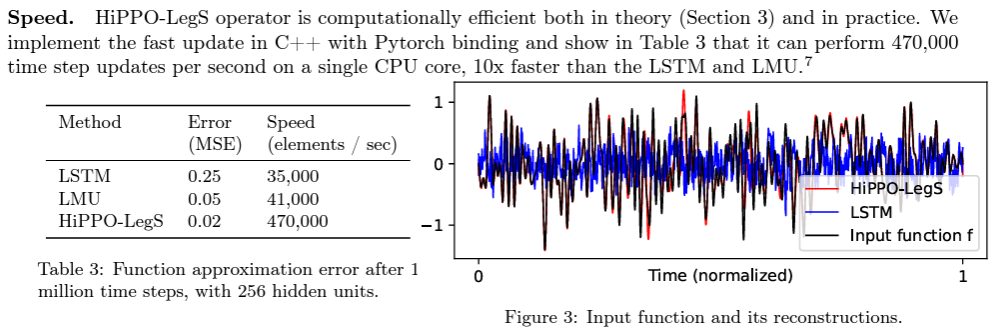 Speed. HiPPO-LegS operator is computationally efficient both in theory (Section 3) and in practice. We
implement the fast update in C++ with Pytorch binding and show in Table 3 that it can perform 470,000
time step updates per second on a single CPU core, 10x faster than the LSTM and LMU.7
Method Error Speed
(MSE) (elements / sec)
LSTM 0.25 35,000
LMU 0.05 41,000
HiPPO-LegS 0.02 470,000
Table 3: Function approximation error after 1
million time steps, with 256 hidden units.
1
0
−1
HiPPO-LegS
LSTM
Input function f
0 Time (normalized) 1
Figure 3: Input function and its reconstructions.